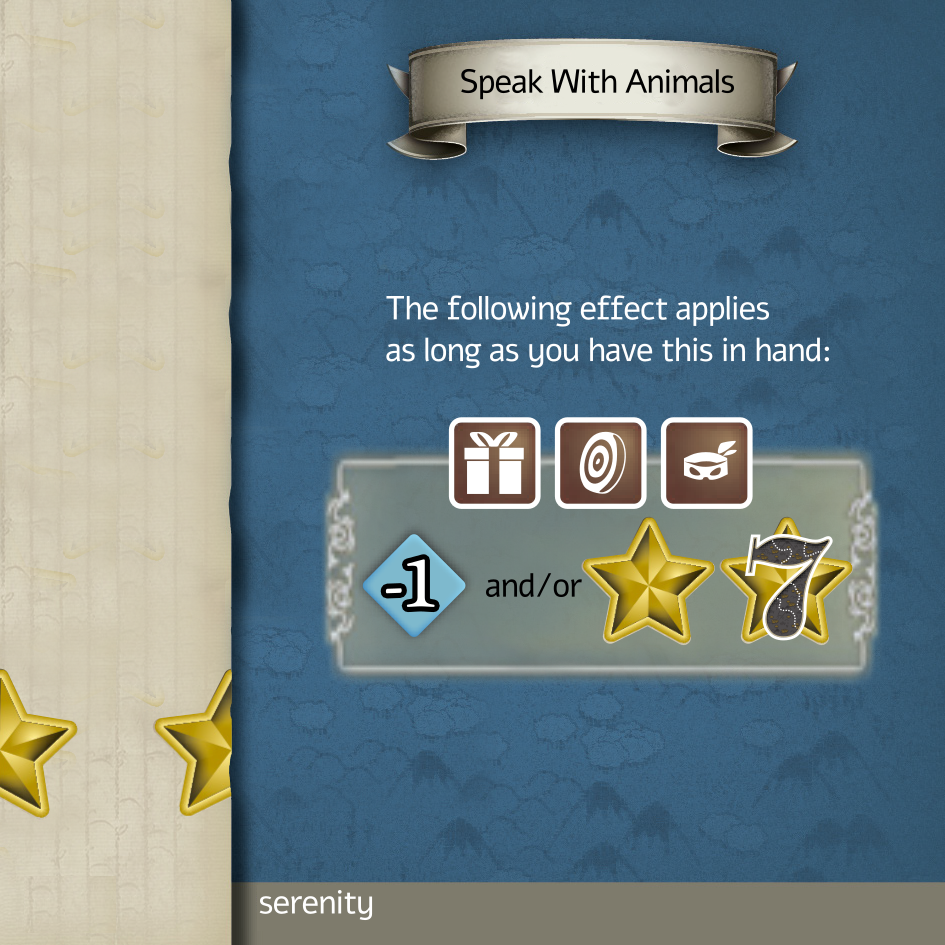 Speak With Animals
The following effect applies
as long as you have this in hand:
-1 and/or 7
serenity